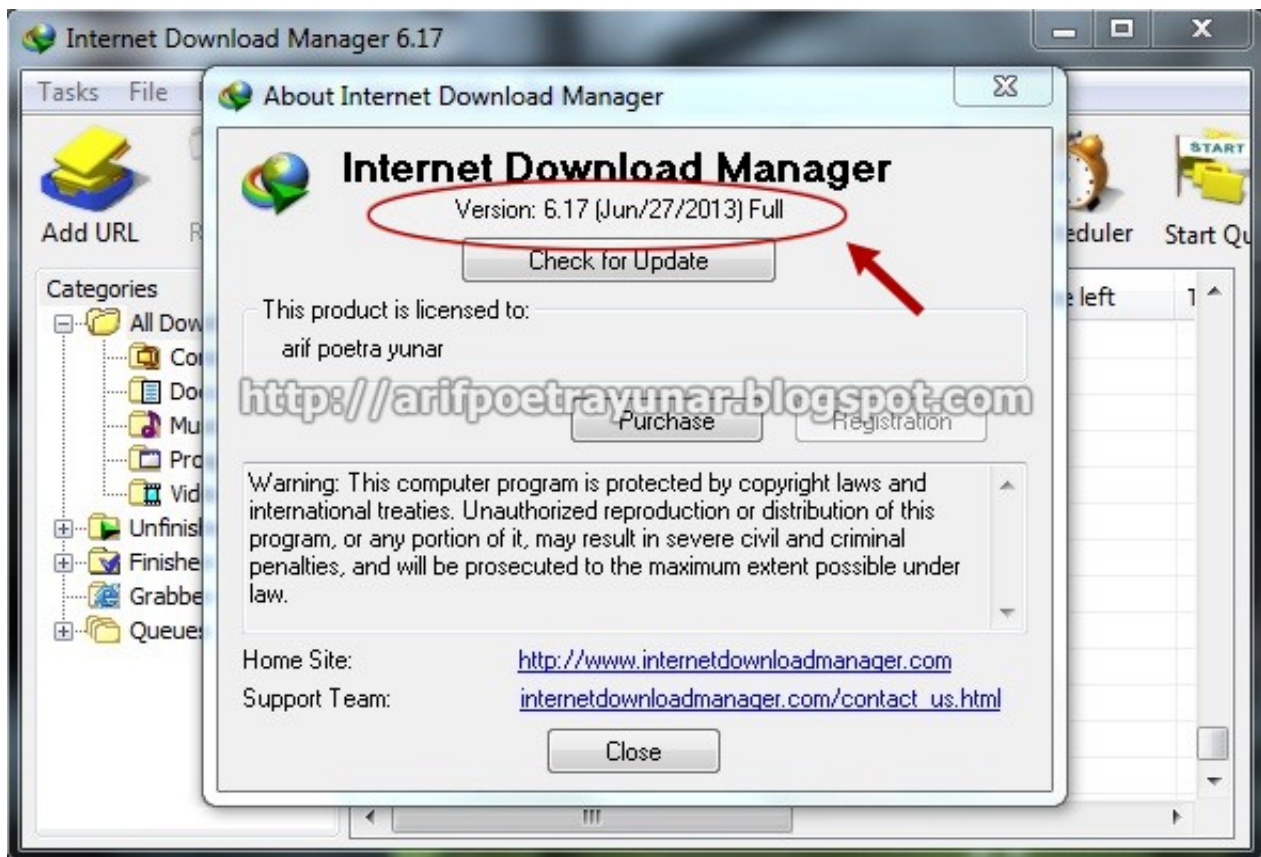 Internet Download Manager 6.17
Tasks File
About Internet Download Manager
Internet Download Manager
Version: 6.17 (Jun/27/2013) Full
Check for Update
Add URL
Start
START
Categories
This product is licensed to:
arif poetra yunar
left
All
http://arifpoetrayunar.blogspot.com
Purchase
Registration
Warning: This computer program is protected by copyright laws and
international treaties. Unauthorized reproduction or distribution of this
program, or any portion of it, may result in severe civil and criminal
penalties, and will be prosecuted to the maximum extent possible under
law.
Home Site: http://www.internetdownloadmanager.com
Support Team: internetdownloadmanager.com/contact_us.html
Close